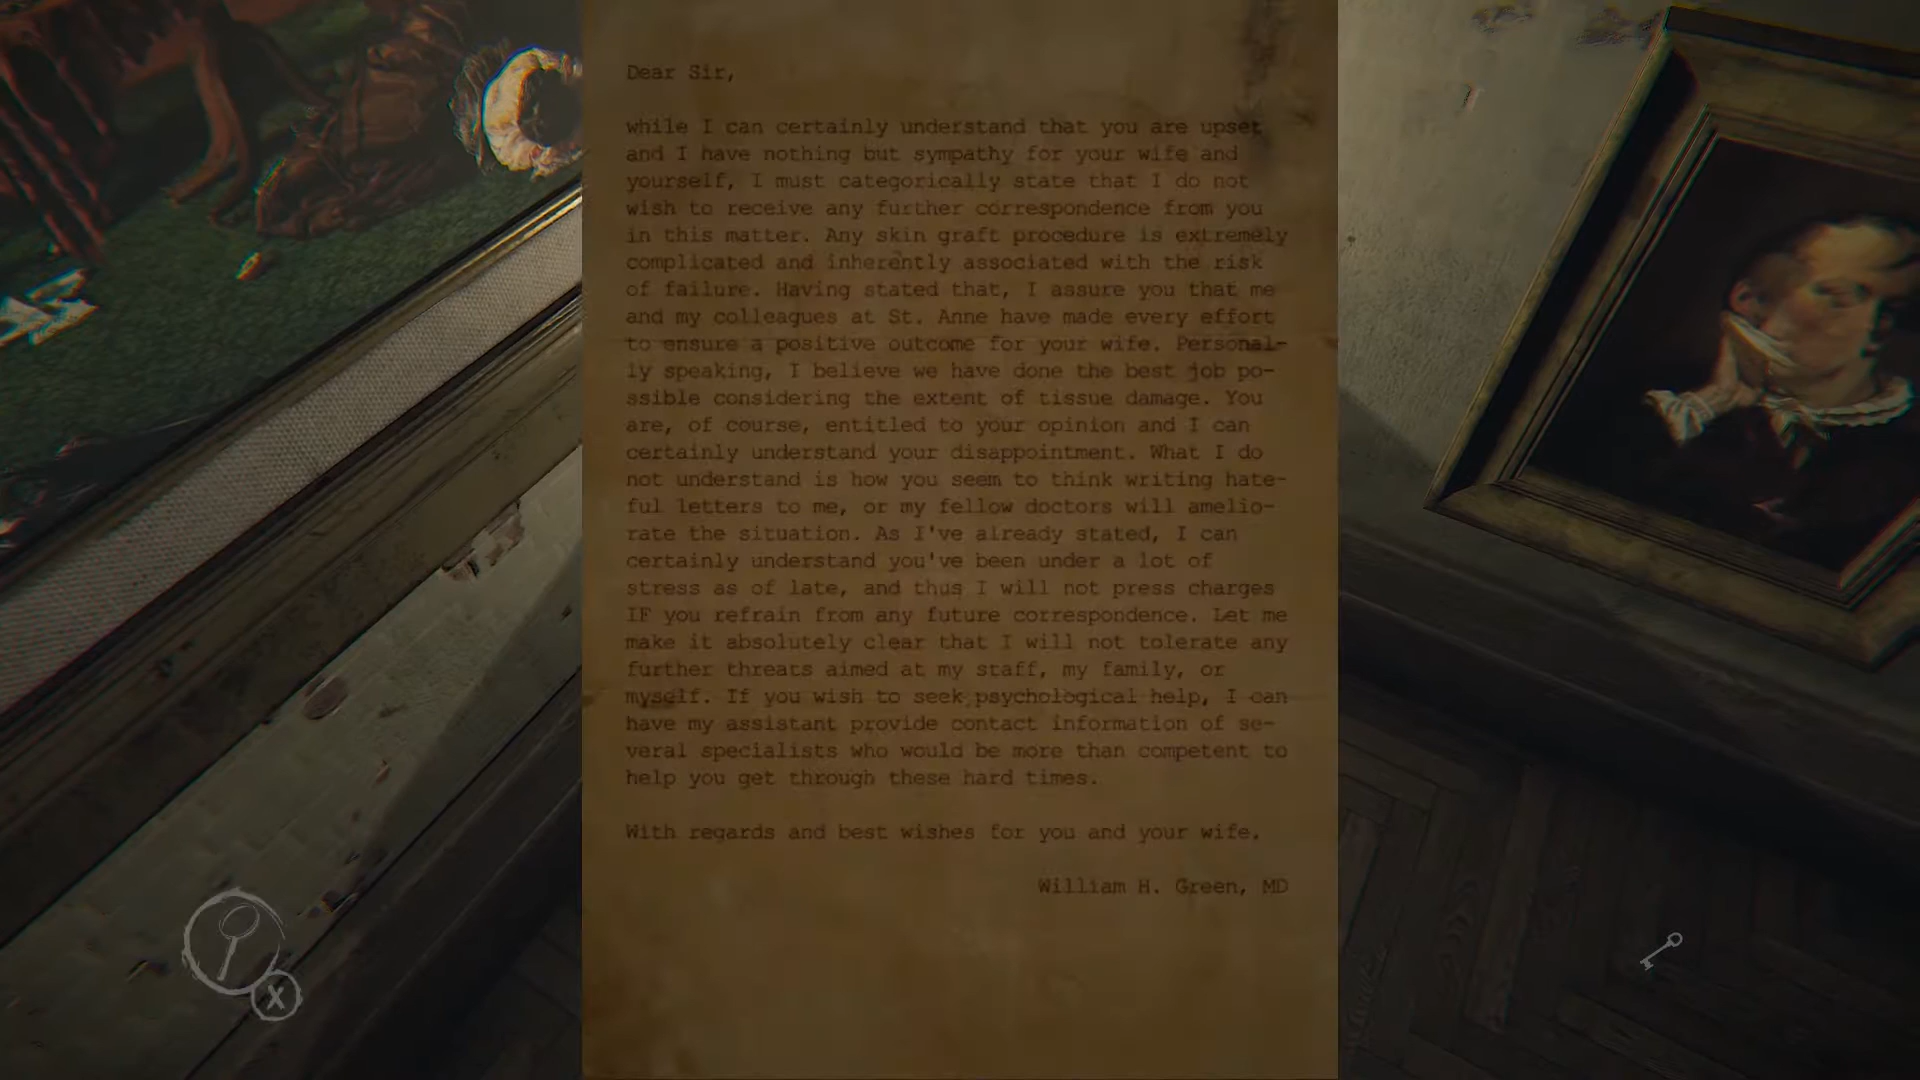 Dear Sir,
while I can certainly understand that you are upset
and I have nothing but sympathy for your wife and
yourself, I must categorically state that I do not
wish to receive any further correspondence from you
in this matter. Any skin graft procedure is extremely
complicated and inherently associated with the risk
of failure. Having stated that, I assure you that me
and my colleagues at St. Anne have made every effort
to ensure a positive outcome for your wife. Personal-
ly speaking, I believe we have done the best job po-
ssible considering the extent of tissue damage. You
are, of course, entitled to your opinion and I can
certainly understand your disappointment. What I do
not understand is how you seem to think writing hate-
ful letters to me, or my fellow doctors will amelio-
rate the situation. As I've already stated, I can
certainly understand you've been under a lot of
stress as of late, and thus I will not press charges
IF you refrain from any future correspondence. Let me
make it absolutely clear that I will not tolerate any
further threats aimed at my staff, my family, or
myself. If you wish to seek psychological help, I can
have my assistant provide contact information of se-
veral specialists who would be more than competent to
help you get through these hard times.
With regards and best wishes for you and your wife.
William H. Green, MD
X